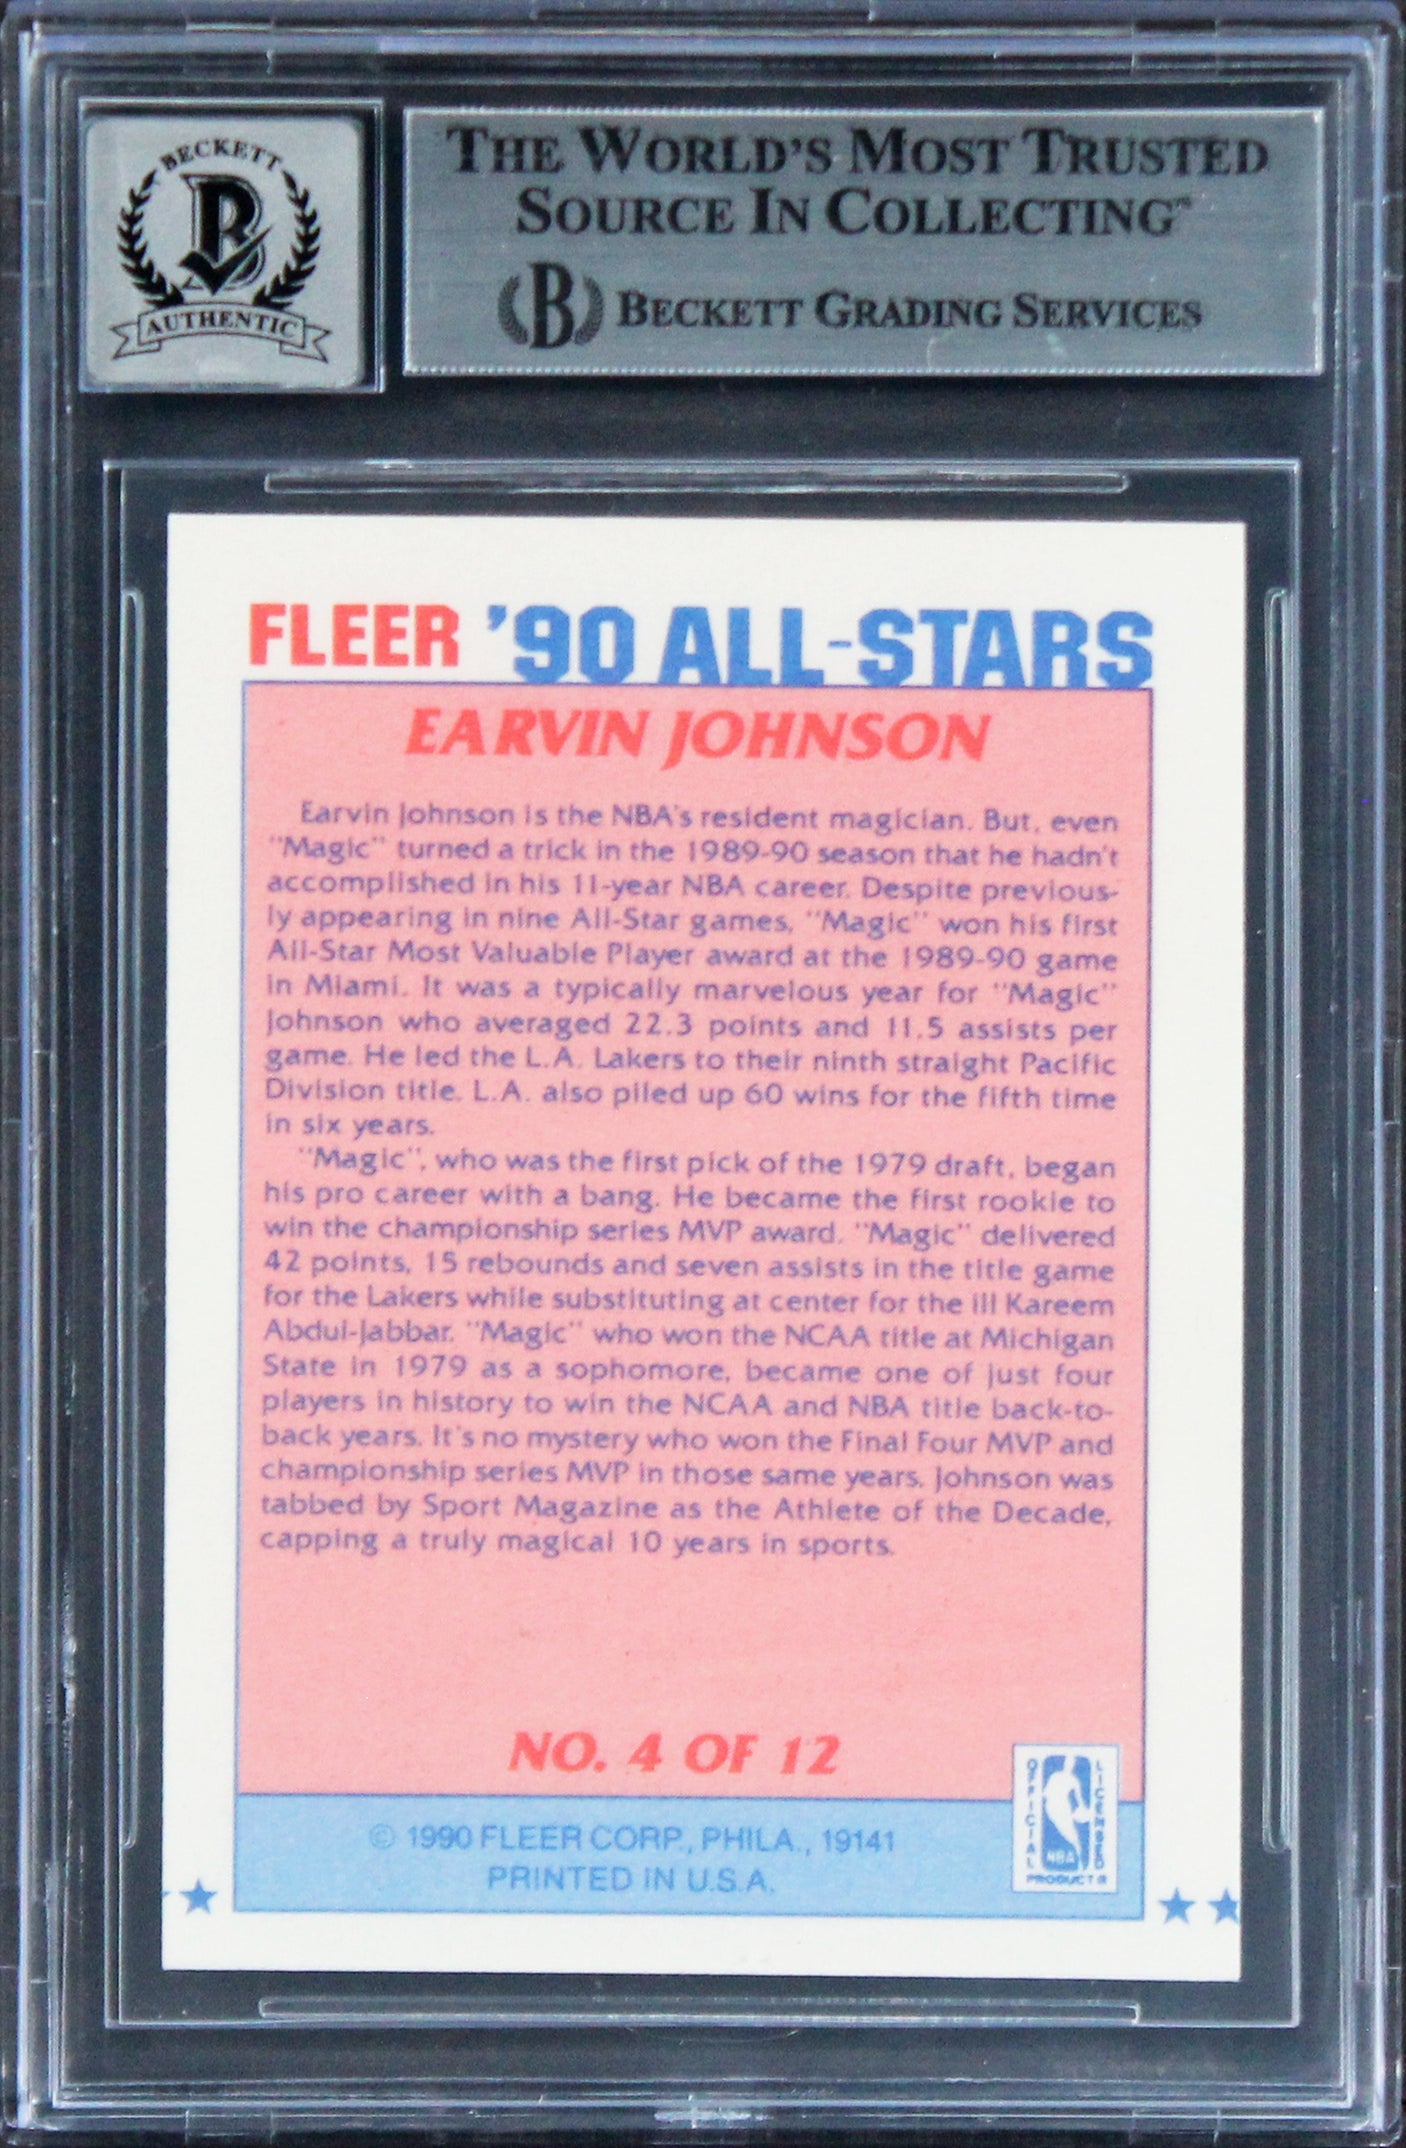 BECKETT
AUTHENTIC
THE WORLD'S MOST TRUSTED
SOURCE IN COLLECTING™
B BECKETT GRADING SERVICES
FLEER '90 ALL-STARS
EARVIN JOHNSON
Earvin Johnson is the NBA's resident magician. But, even
"Magic" turned a trick in the 1989-90 season that he hadn't
accomplished in his 11-year NBA career. Despite previous-
ly appearing in nine All-Star games, "Magic" won his first
All-Star Most Valuable Player award at the 1989-90 game
in Miami. It was a typically marvelous year for "Magic"
Johnson who averaged 22.3 points and 11.5 assists per
game. He led the L.A. Lakers to their ninth straight Pacific
Division title. L.A. also piled up 60 wins for the fifth time
in six years.
"Magic", who was the first pick of the 1979 draft, began
his pro career with a bang. He became the first rookie to
win the championship series MVP award. "Magic" delivered
42 points, 15 rebounds and seven assists in the title game
for the Lakers while substituting at center for the ill Kareem
Abdul-Jabbar. "Magic" who won the NCAA title at Michigan
State in 1979 as a sophomore, became one of just four
players in history to win the NCAA and NBA title back-to-
back years. It's no mystery who won the Final Four MVP and
championship series MVP in those same years. Johnson was
tabbed by Sport Magazine as the Athlete of the Decade,
capping a truly magical 10 years in sports.
NO. 4 OF 12
© 1990 FLEER CORP., PHILA., 19141
PRINTED IN U.S.A.
OFFICIAL
LICENSED
NBA
PRODUCT ®